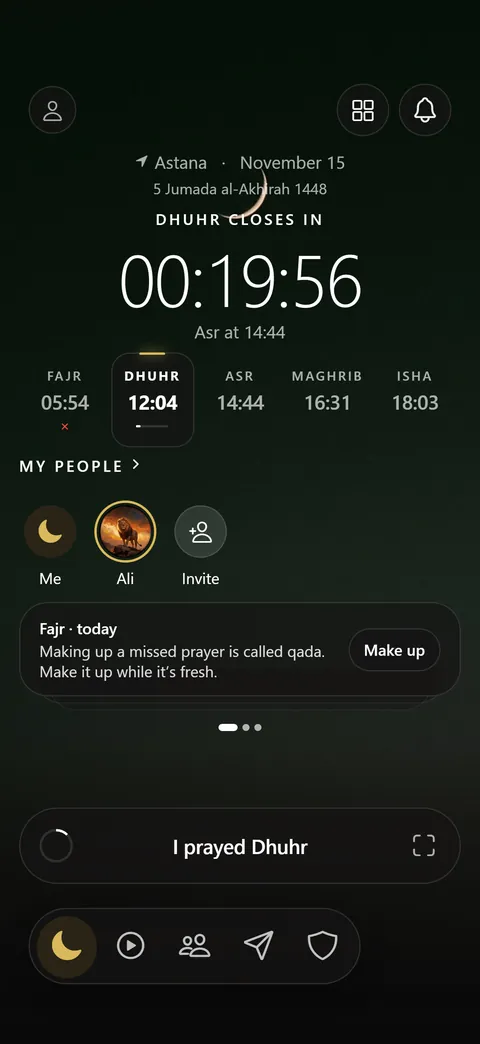 Astana · November 15
5 Jumada al-Akhirah 1448
DHUHR CLOSES IN
00:19:56
Asr at 14:44
FAJR DHUHR ASR MAGHRIB ISHA
05:54 12:04 14:44 16:31 18:03
MY PEOPLE
Me Ali Invite
Fajr · today
Making up a missed prayer is called qada.
Make it up while it's fresh.
Make up
I prayed Dhuhr